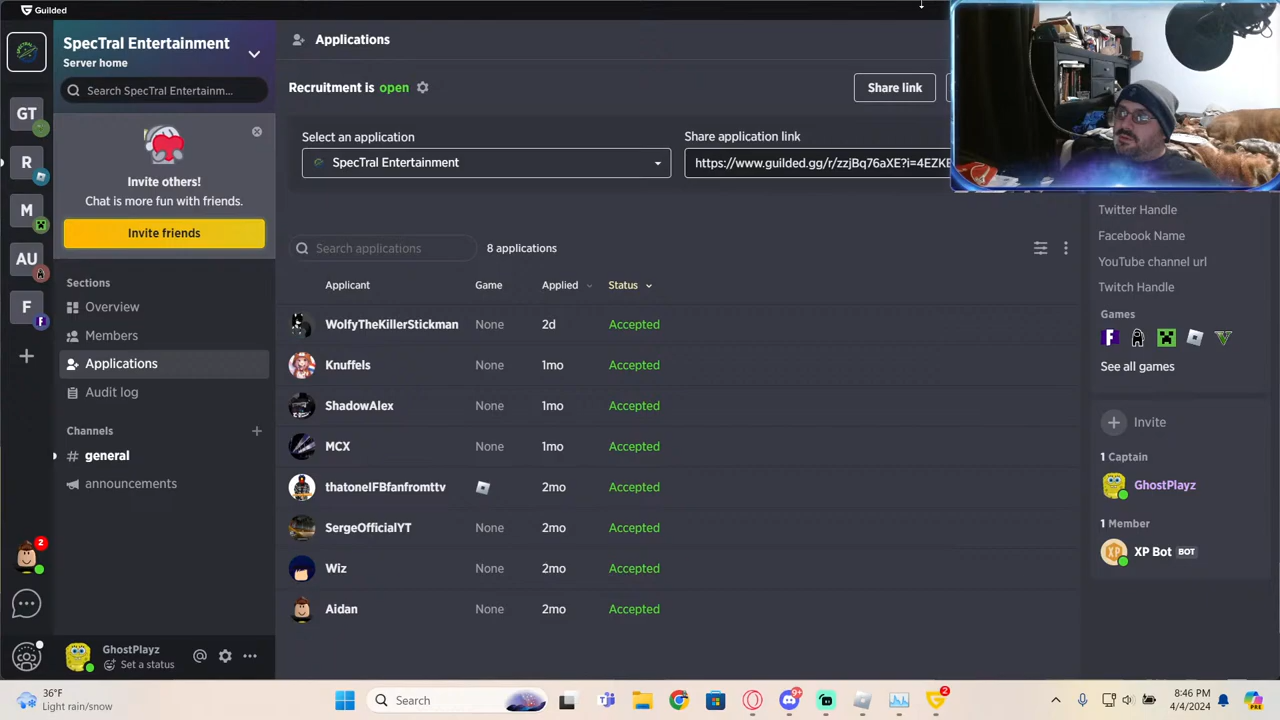 Guilded
SpecTral Entertainment
Server home
Search SpecTral Entertainm...
Invite others!
Chat is more fun with friends.
Invite friends
Sections
Overview
Members
Applications
Audit log
Channels
# general
announcements
GT
R
M
AU
F
2
GhostPlayz
Set a status
Applications
Recruitment is open
Share link
Select an application
SpecTral Entertainment
Share application link
https://www.guilded.gg/r/zzjBq76aXE?i=4EZKE
Search applications
8 applications
Applicant Game Applied Status
WolfyTheKillerStickman None 2d Accepted
Knuffels None 1mo Accepted
ShadowAlex None 1mo Accepted
MCX None 1mo Accepted
thatoneIFBfanfromttv 2mo Accepted
SergeOfficialYT None 2mo Accepted
Wiz None 2mo Accepted
Aidan None 2mo Accepted
Twitter Handle
Facebook Name
YouTube channel url
Twitch Handle
Games
See all games
Invite
1 Captain
GhostPlayz
1 Member
XP Bot BOT
36°F
Light rain/snow
Search
9+
2
8:46 PM
4/4/2024
PRE